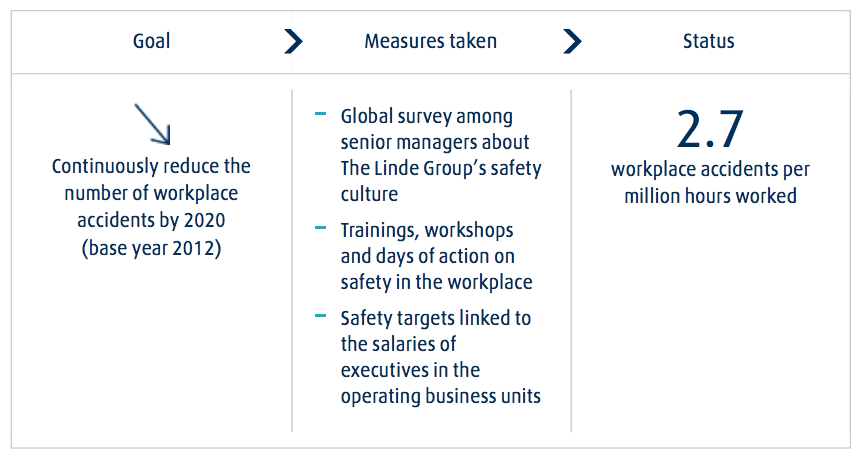 Goal
Measures taken
Status
Continuously reduce the
number of workplace
accidents by 2020
(base year 2012)
– Global survey among
senior managers about
The Linde Group’s safety
culture
– Trainings, workshops
and days of action on
safety in the workplace
– Safety targets linked to
the salaries of
executives in the
operating business units
2.7
workplace accidents per
million hours worked